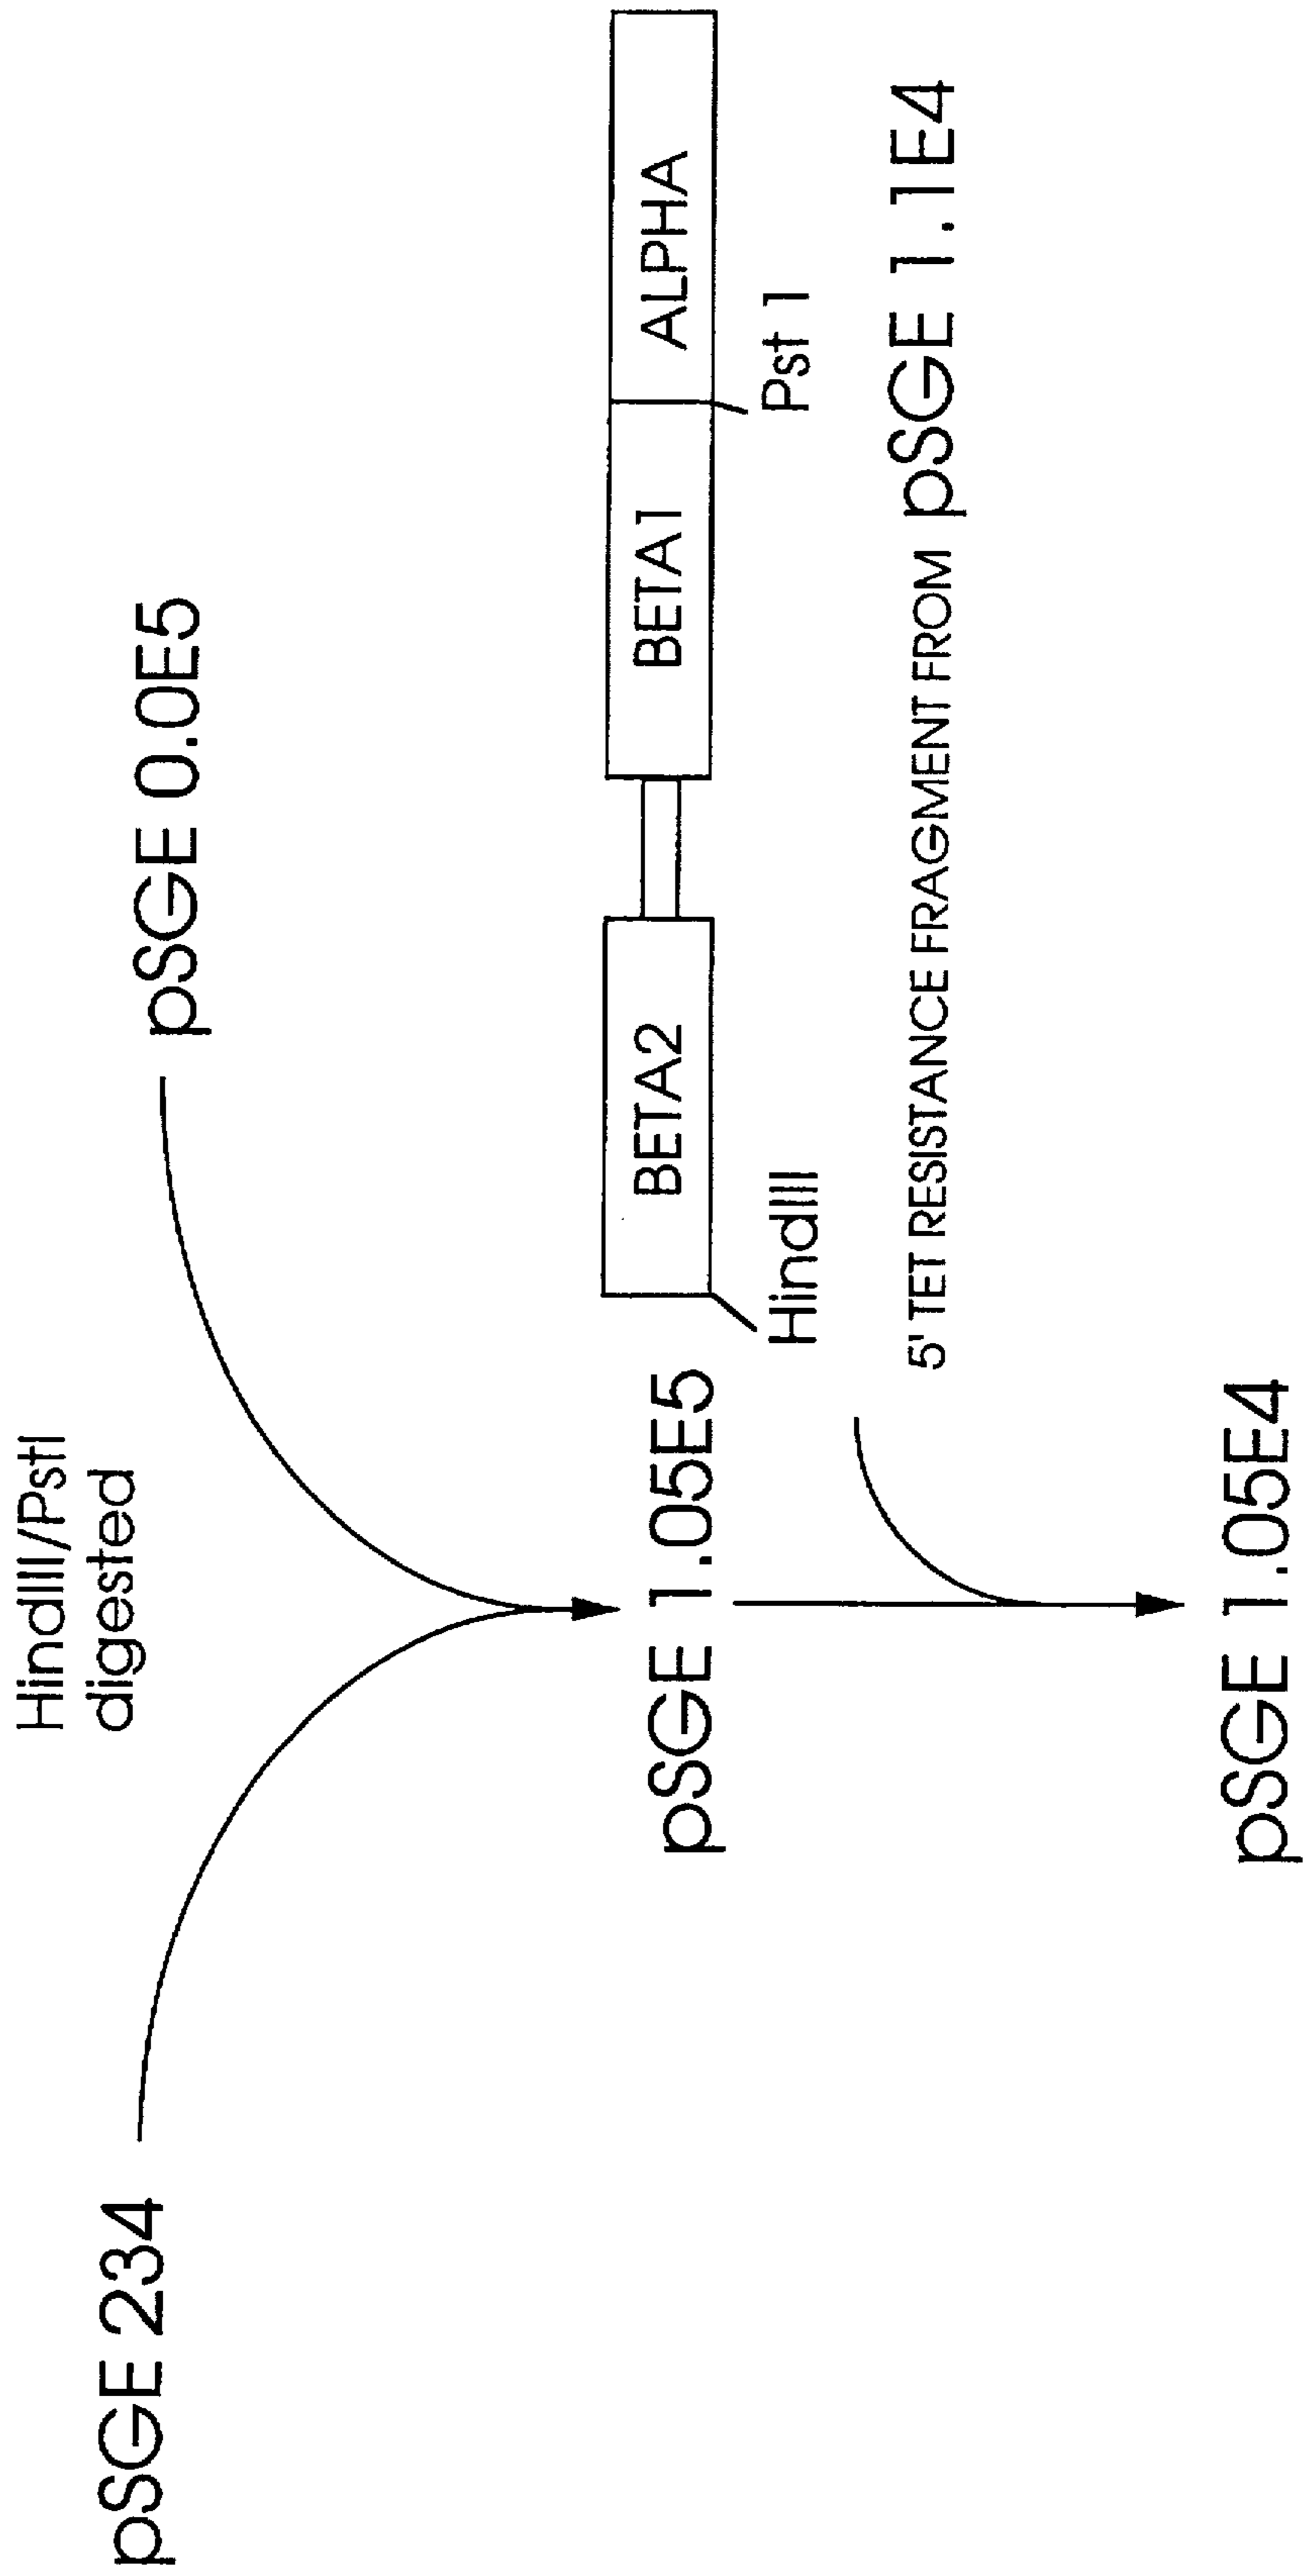 HindIII/PstI
digested
pSGE 234
pSGE 0.0E5
pSGE 1.05E5
BETA2
BETA1
ALPHA
HindIII
Pst 1
5' TET RESISTANCE FRAGMENT FROM pSGE 1.1E4
pSGE 1.05E4